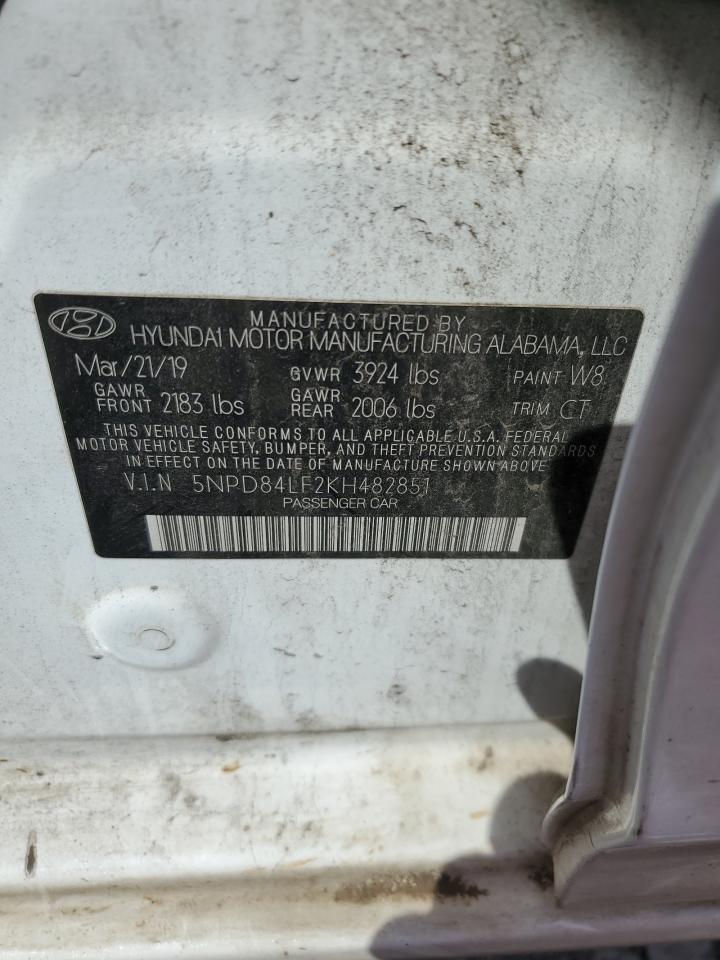 MANUFACTURED BY
HYUNDAI MOTOR MANUFACTURING ALABAMA, LLC
Mar/21/19 GVWR 3924 lbs PAINT W8
GAWR FRONT 2183 lbs GAWR REAR 2006 lbs TRIM CT
THIS VEHICLE CONFORMS TO ALL APPLICABLE U.S.A. FEDERAL
MOTOR VEHICLE SAFETY, BUMPER, AND THEFT PREVENTION STANDARDS
IN EFFECT ON THE DATE OF MANUFACTURE SHOWN ABOVE
V.I.N 5NPD84LF2KH482851
PASSENGER CAR